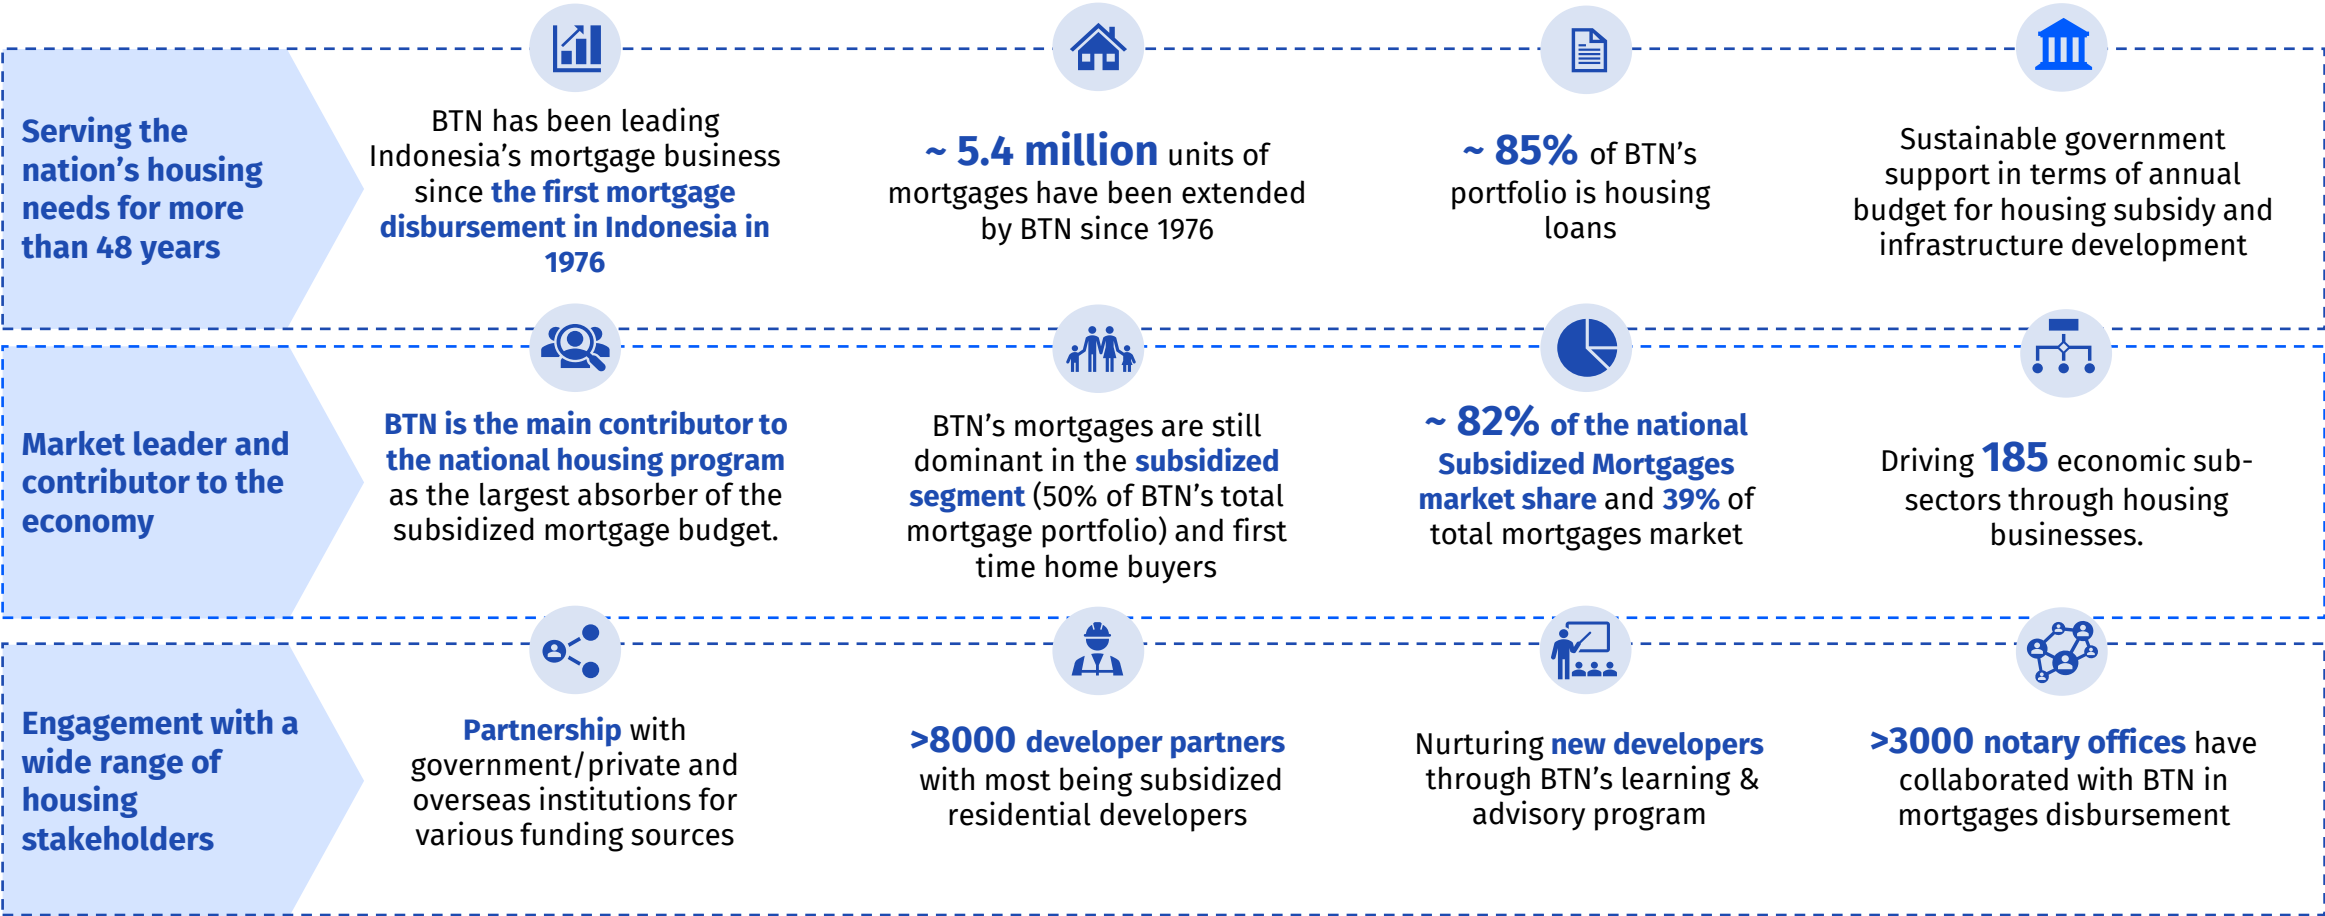 Serving the
nation’s housing
needs for more
than 48 years
BTN has been leading
Indonesia’s mortgage business
since the first mortgage
disbursement in Indonesia in
1976
~ 5.4 million units of
mortgages have been extended
by BTN since 1976
~ 85% of BTN’s
portfolio is housing
loans
Sustainable government
support in terms of annual
budget for housing subsidy and
infrastructure development
Market leader and
contributor to the
economy
BTN is the main contributor to
the national housing program
as the largest absorber of the
subsidized mortgage budget.
BTN’s mortgages are still
dominant in the subsidized
segment (50% of BTN’s total
mortgage portfolio) and first
time home buyers
~ 82% of the national
Subsidized Mortgages
market share and 39% of
total mortgages market
Driving 185 economic sub-
sectors through housing
businesses.
Engagement with a
wide range of
housing
stakeholders
Partnership with
government/private and
overseas institutions for
various funding sources
>8000 developer partners
with most being subsidized
residential developers
Nurturing new developers
through BTN’s learning &
advisory program
>3000 notary offices have
collaborated with BTN in
mortgages disbursement